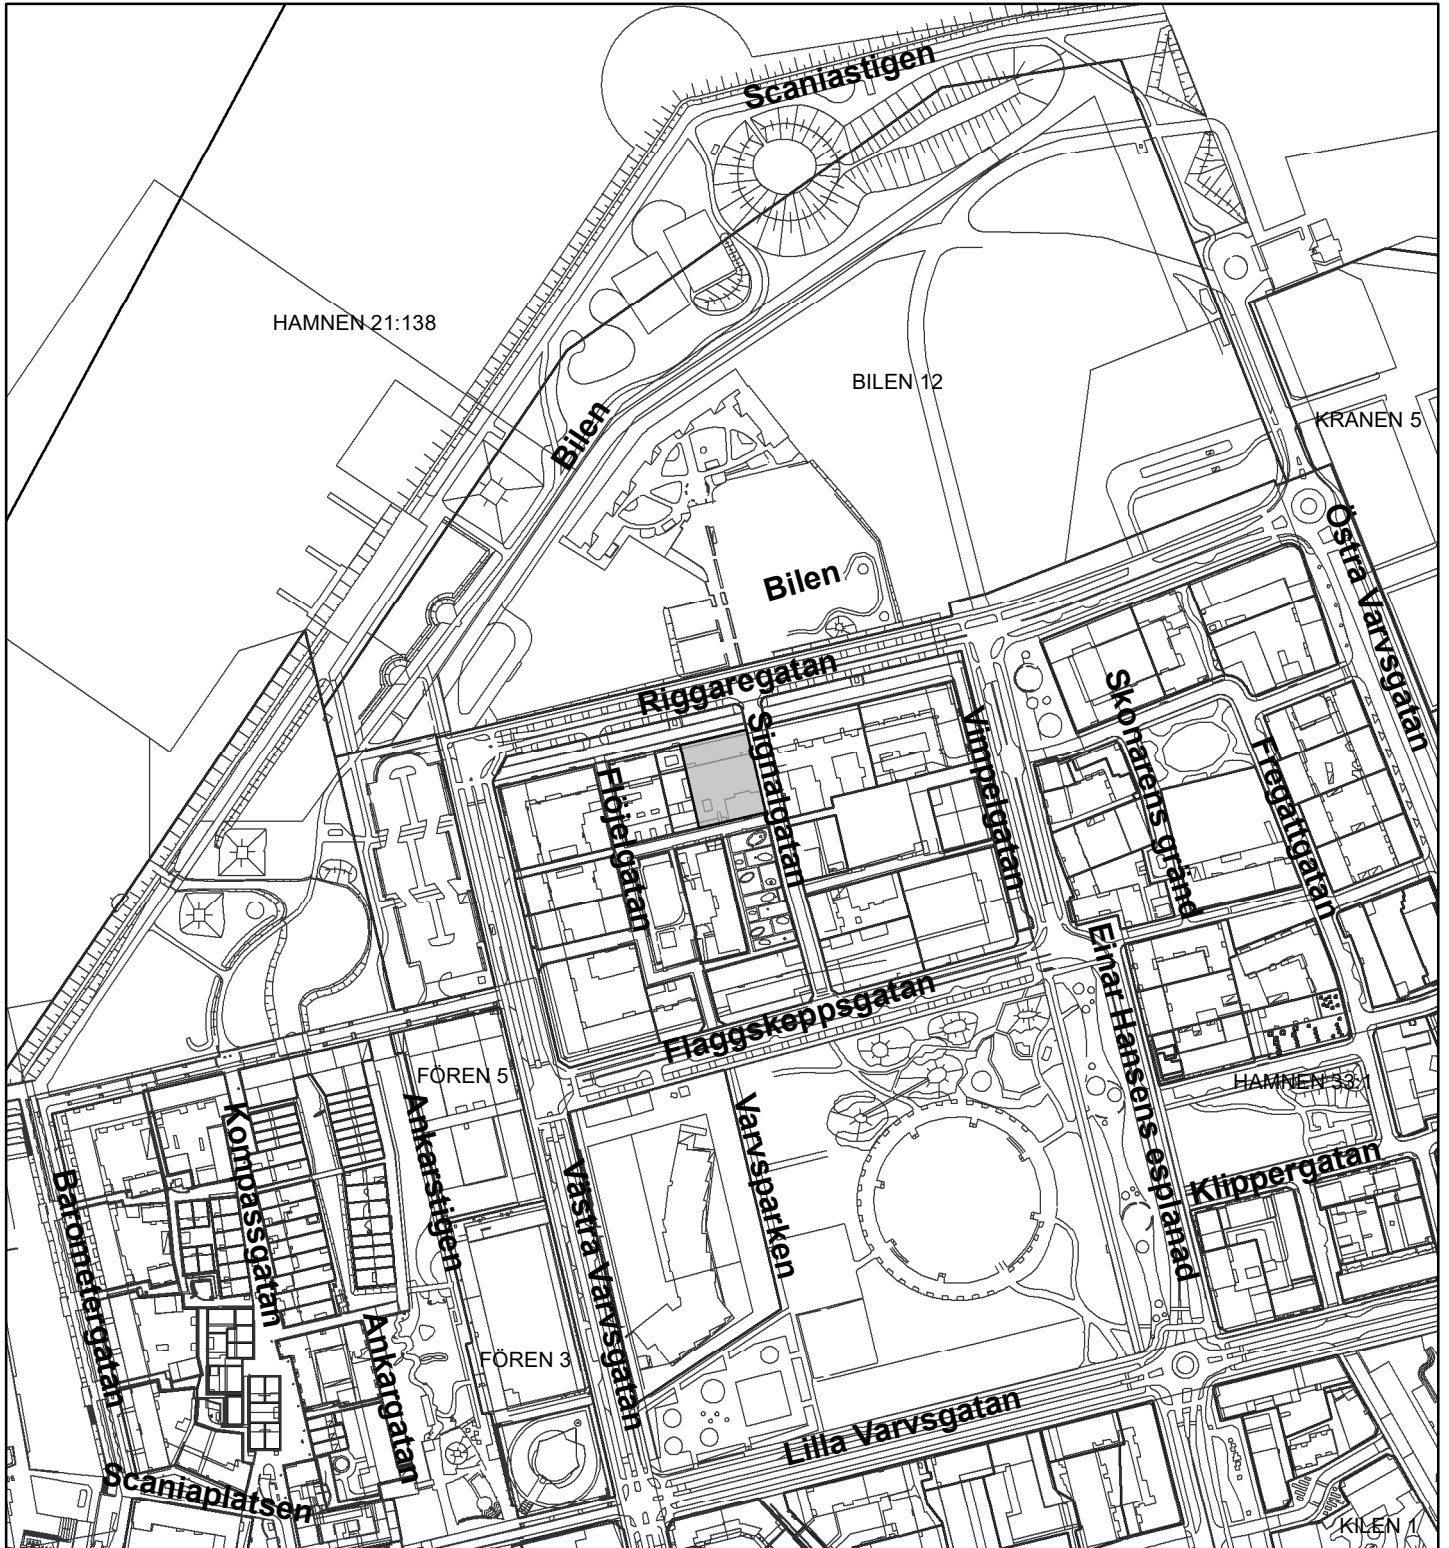 Scaniastigen
HAMNEN 21:138
BILEN 12
Bilen
KRANEN 5
Östra Varvsgatan
Bilen
Riggaregatan
Signalgatan
Vimpelgatan
Skonarens gränd
Fregattgatan
Flöjelgatan
Flaggskeppsgatan
Einar Hansens esplanad
FÖREN 5
HAMNEN 33:1
Kompassgatan
Ankarstigen
Varvsparken
Klippergatan
Barometergatan
Västra Varvsgatan
Ankargatan
FÖREN 3
Lilla Varvsgatan
Scaniaplatsen
KILEN 1